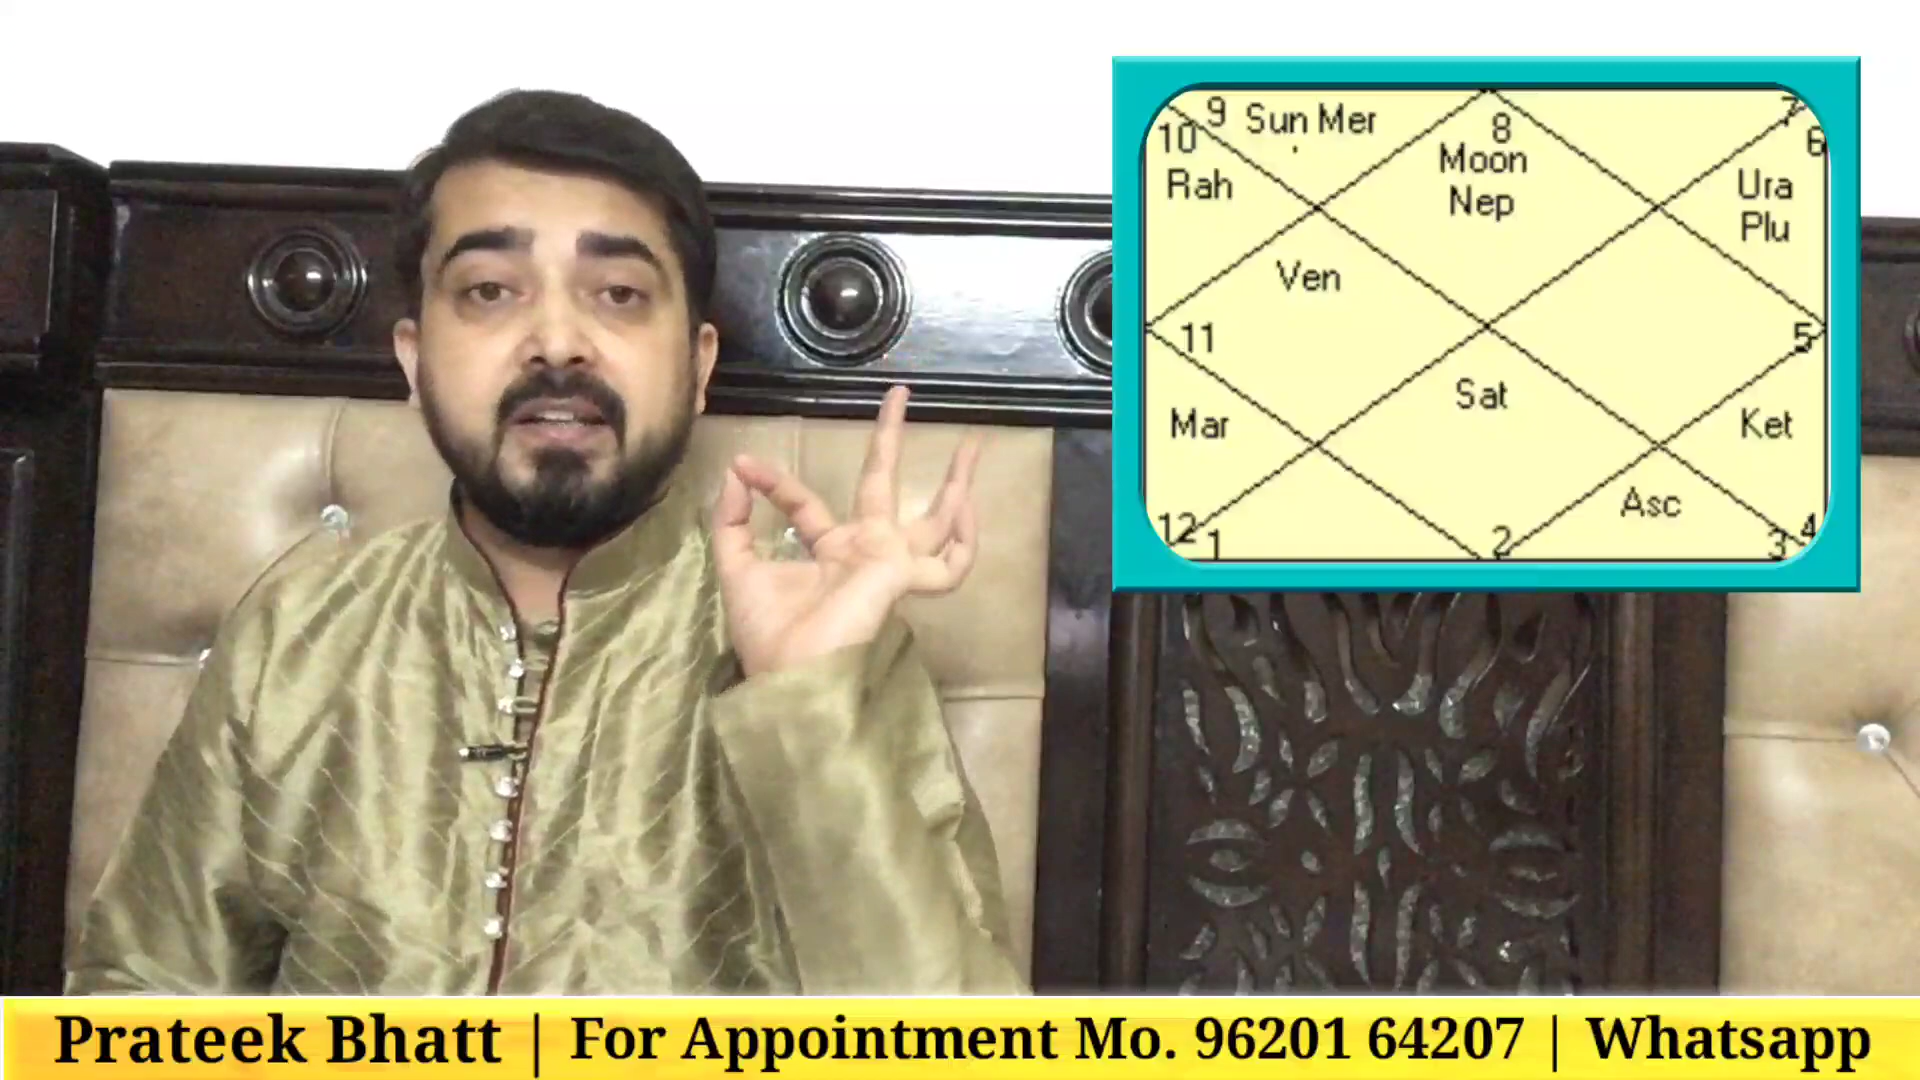 9 Sun Mer
8
7
10
6
Moon
Rah
Ura
Nep
Plu
Ven
11
5
Sat
Mar
Ket
Asc
12
1
2
3
4
Prateek Bhatt | For Appointment Mo. 96201 64207 | Whatsapp